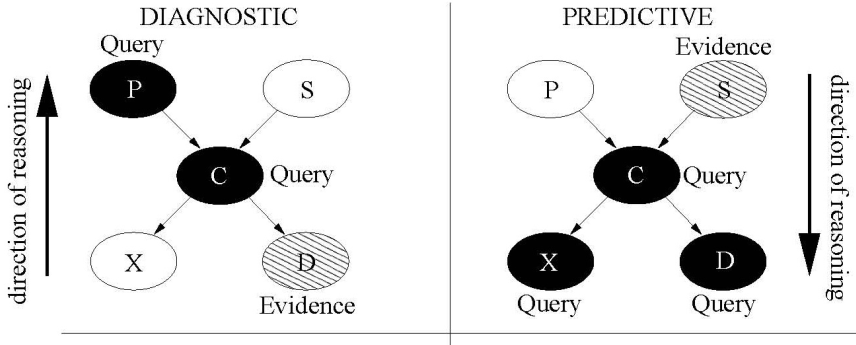 DIAGNOSTIC
Query
P
S
direction of reasoning
C
Query
X
D
Evidence
PREDICTIVE
Evidence
P
S
direction of reasoning
C
Query
X
D
Query
Query